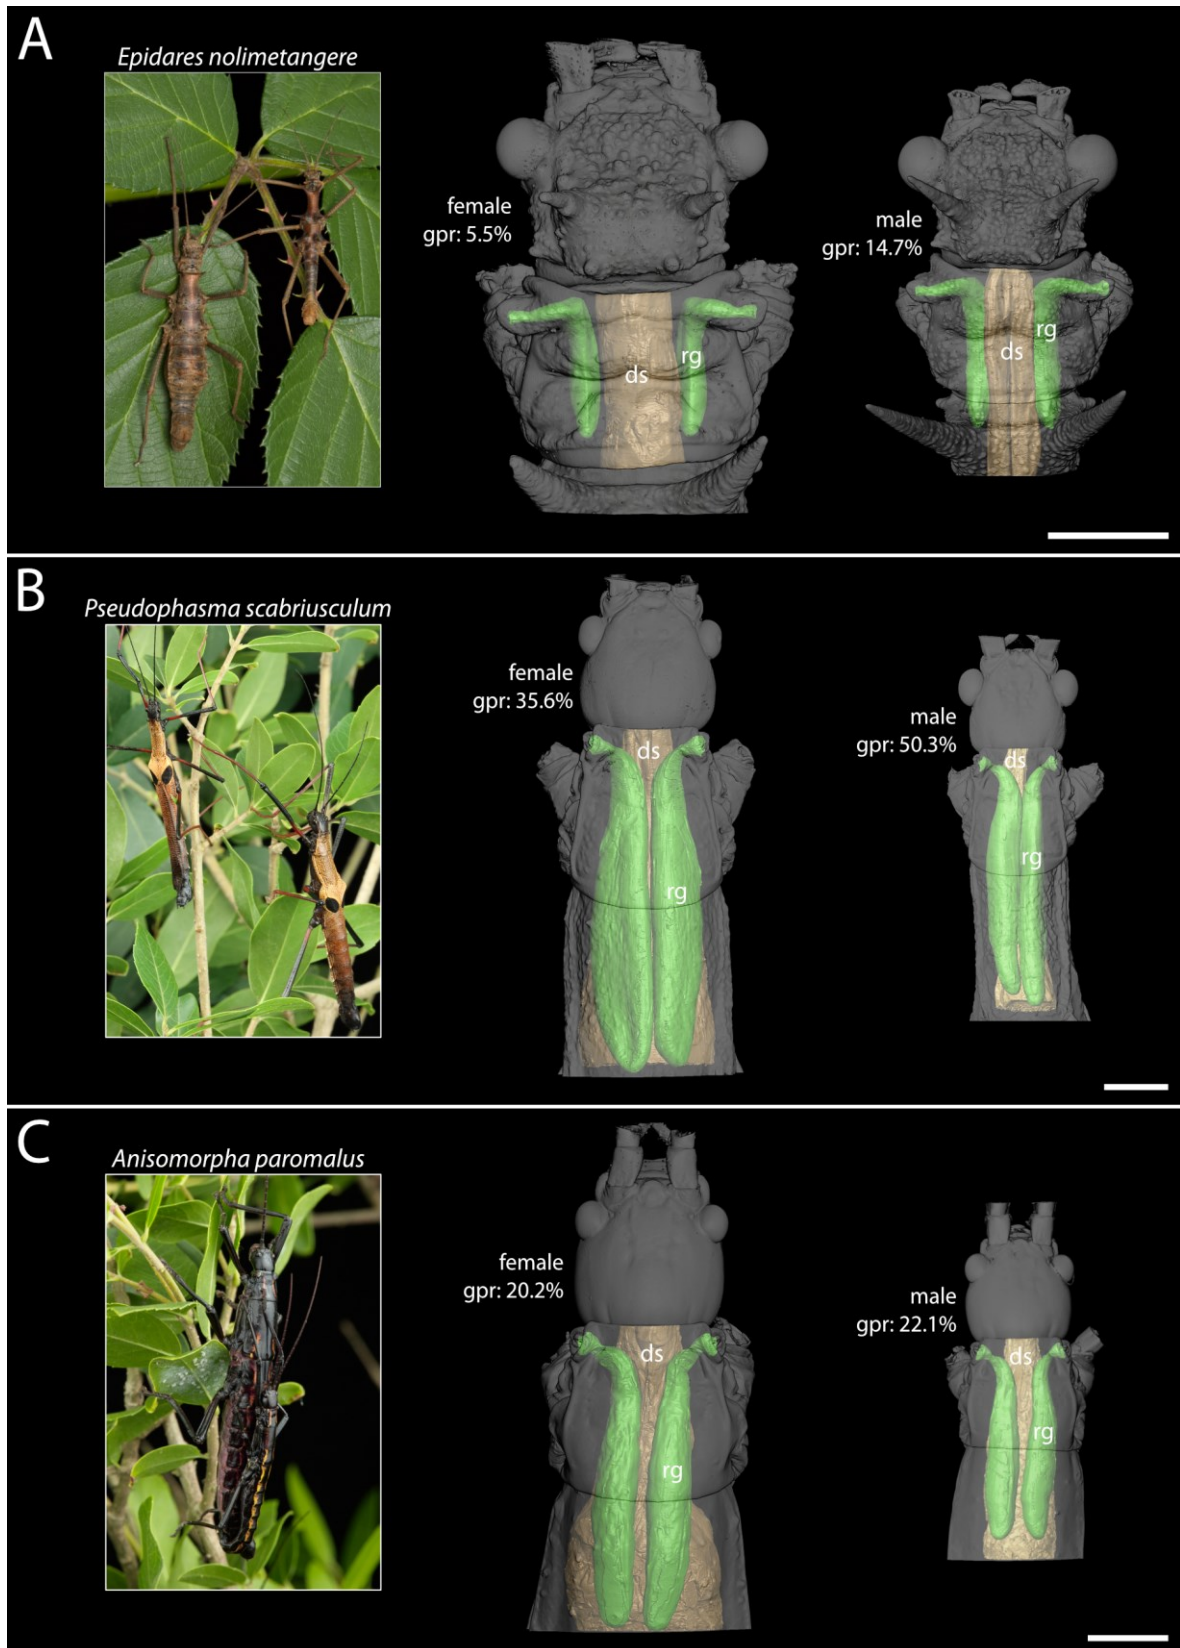 A
Epidares nolimetangere
female
gpr: 5.5%
male
gpr: 14.7%
rg
ds
rg
ds
B
Pseudophasma scabriusculum
female
gpr: 35.6%
male
gpr: 50.3%
ds
rg
ds
rg
C
Anisomorpha paromalus
female
gpr: 20.2%
male
gpr: 22.1%
ds
rg
ds
rg